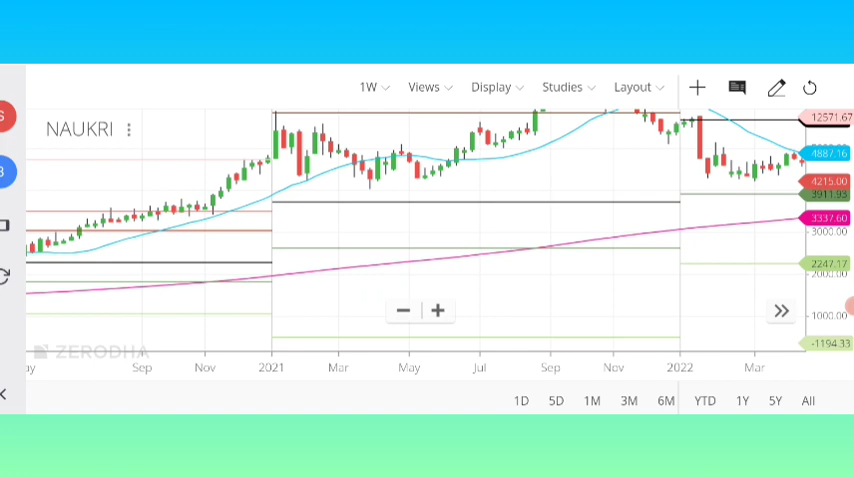 1W Views Display Studies Layout
NAUKRI
12571.67
4887.16
4215.00
3911.93
3337.60
3000.00
2247.17
2000.00
1000.00
-1194.33
ZERODHA
Sep Nov 2021 Mar May Jul Sep Nov 2022 Mar
1D 5D 1M 3M 6M YTD 1Y 5Y All